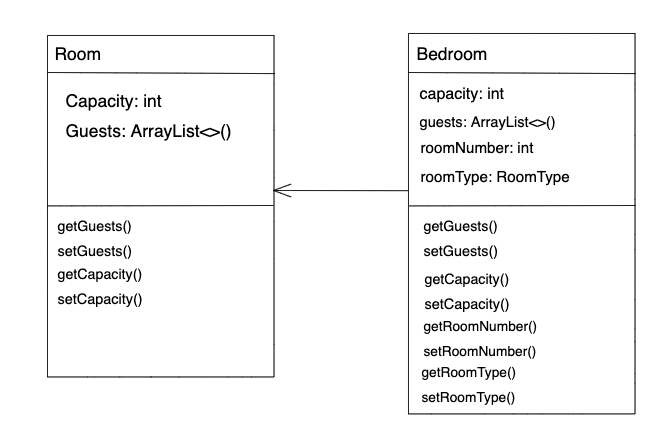 Room
Capacity: int
Guests: ArrayList<>()
getGuests()
setGuests()
getCapacity()
setCapacity()
Bedroom
capacity: int
guests: ArrayList<>()
roomNumber: int
roomType: RoomType
getGuests()
setGuests()
getCapacity()
setCapacity()
getRoomNumber()
setRoomNumber()
getRoomType()
setRoomType()